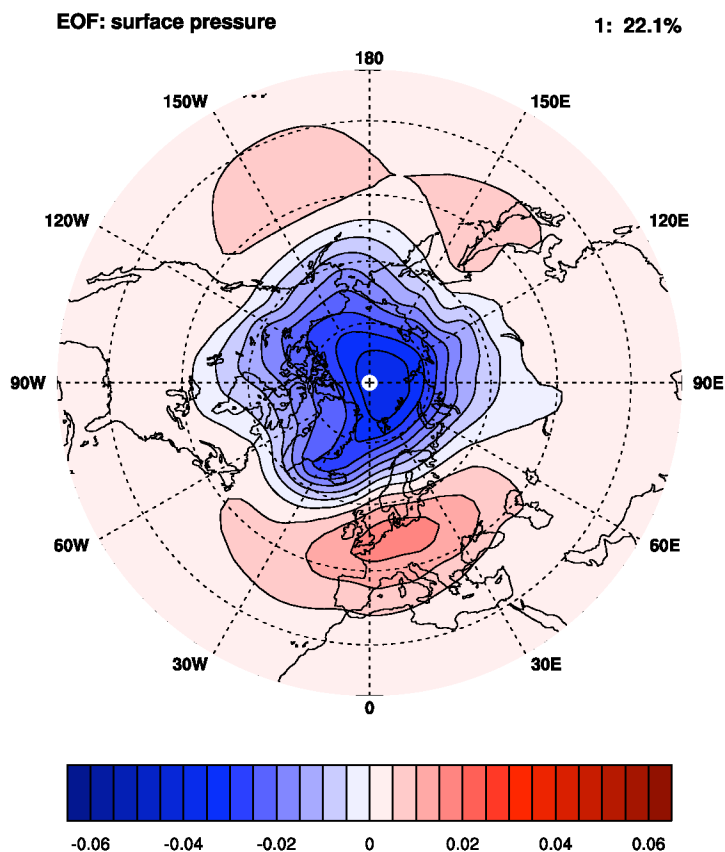 EOF: surface pressure 1: 22.1%
180
150W 150E
120W 120E
90W 90E
60W 60E
30W 30E
0
-0.06 -0.04 -0.02 0 0.02 0.04 0.06